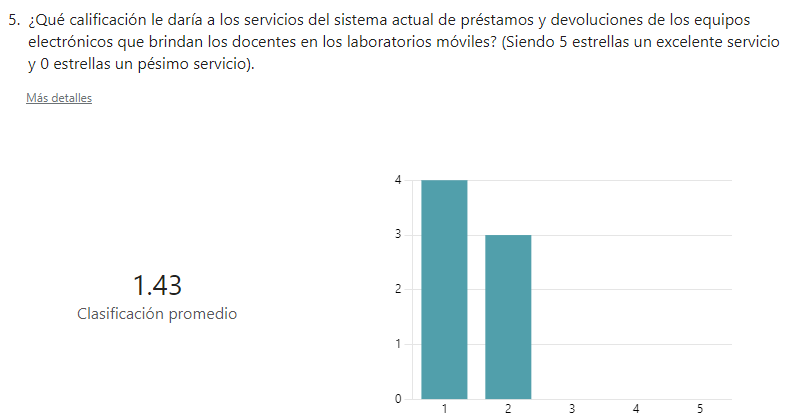 5. ¿Qué calificación le daría a los servicios del sistema actual de préstamos y devoluciones de los equipos
electrónicos que brindan los docentes en los laboratorios móviles? (Siendo 5 estrellas un excelente servicio
y 0 estrellas un pésimo servicio).
Más detalles
1.43
Clasificación promedio
4
3
2
1
0
1 2 3 4 5